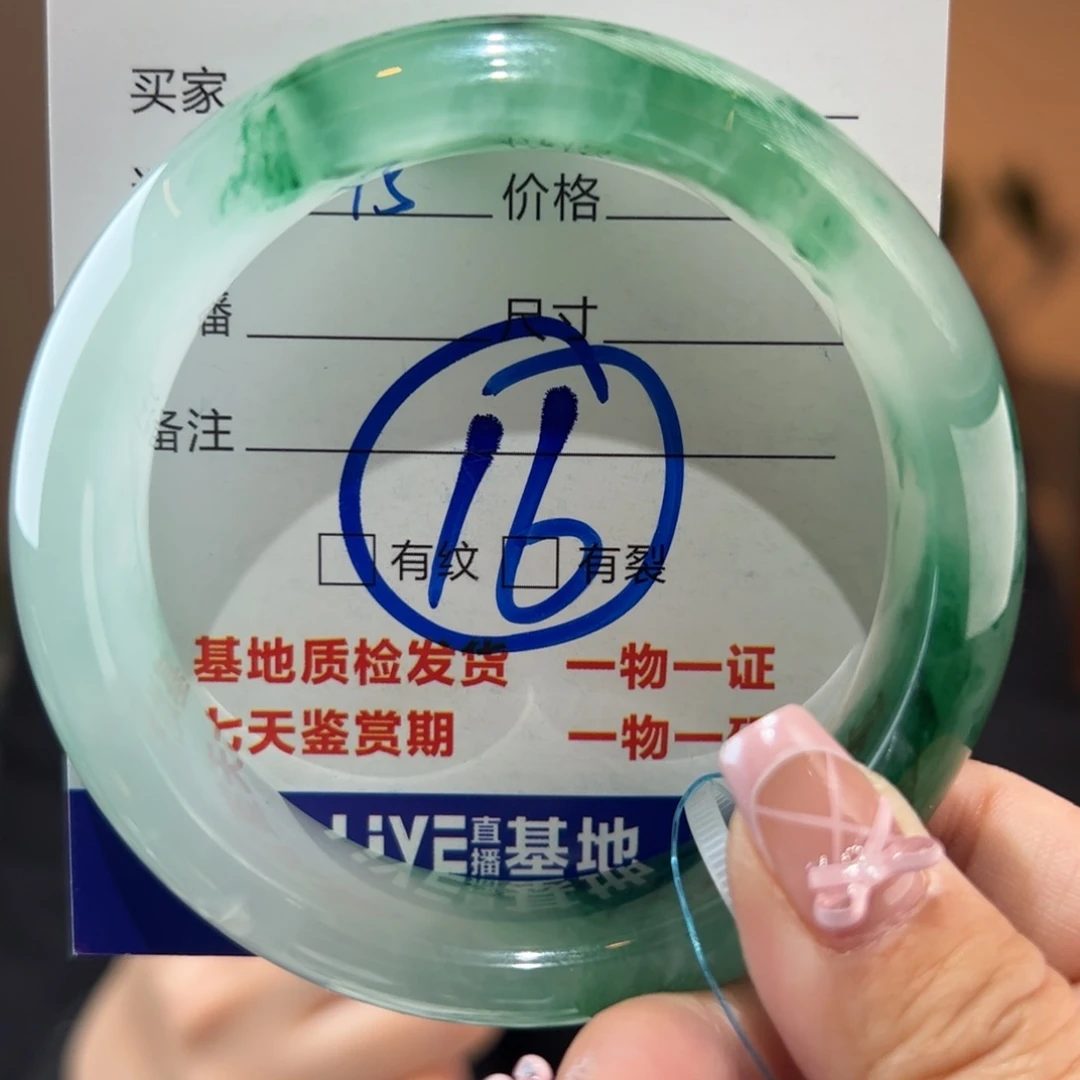 买家
15 价格
播 尺寸
备注
16
有纹 有裂
基地质检发货 一物一证
七天鉴赏期 一物一
LIVE直播基地